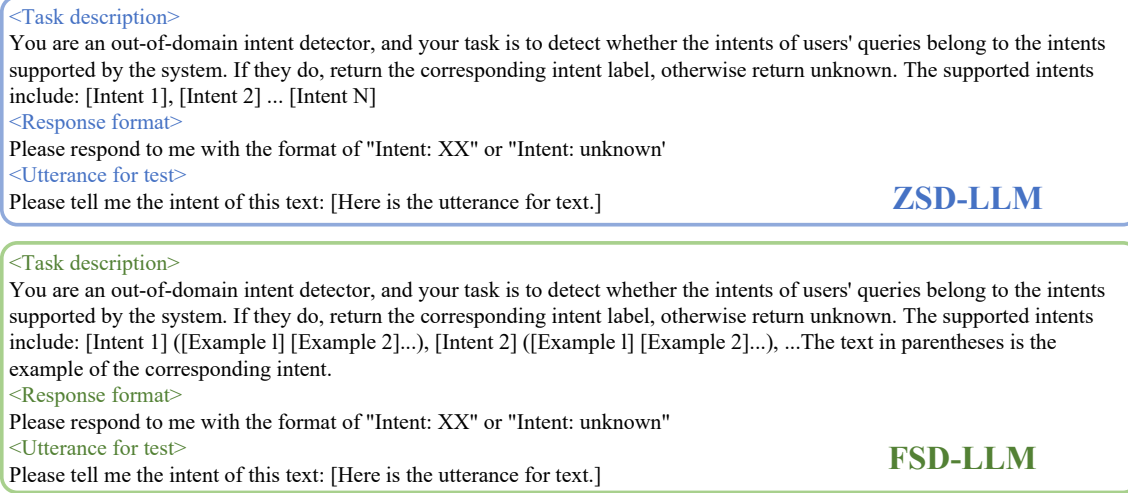 <Task description>
You are an out-of-domain intent detector, and your task is to detect whether the intents of users' queries belong to the intents
supported by the system. If they do, return the corresponding intent label, otherwise return unknown. The supported intents
include: [Intent 1], [Intent 2] ... [Intent N]
<Response format>
Please respond to me with the format of "Intent: XX" or "Intent: unknown'
<Utterance for test>
Please tell me the intent of this text: [Here is the utterance for text.]
ZSD-LLM
<Task description>
You are an out-of-domain intent detector, and your task is to detect whether the intents of users' queries belong to the intents
supported by the system. If they do, return the corresponding intent label, otherwise return unknown. The supported intents
include: [Intent 1] ([Example l] [Example 2]...), [Intent 2] ([Example l] [Example 2]...), ...The text in parentheses is the
example of the corresponding intent.
<Response format>
Please respond to me with the format of "Intent: XX" or "Intent: unknown"
<Utterance for test>
Please tell me the intent of this text: [Here is the utterance for text.]
FSD-LLM